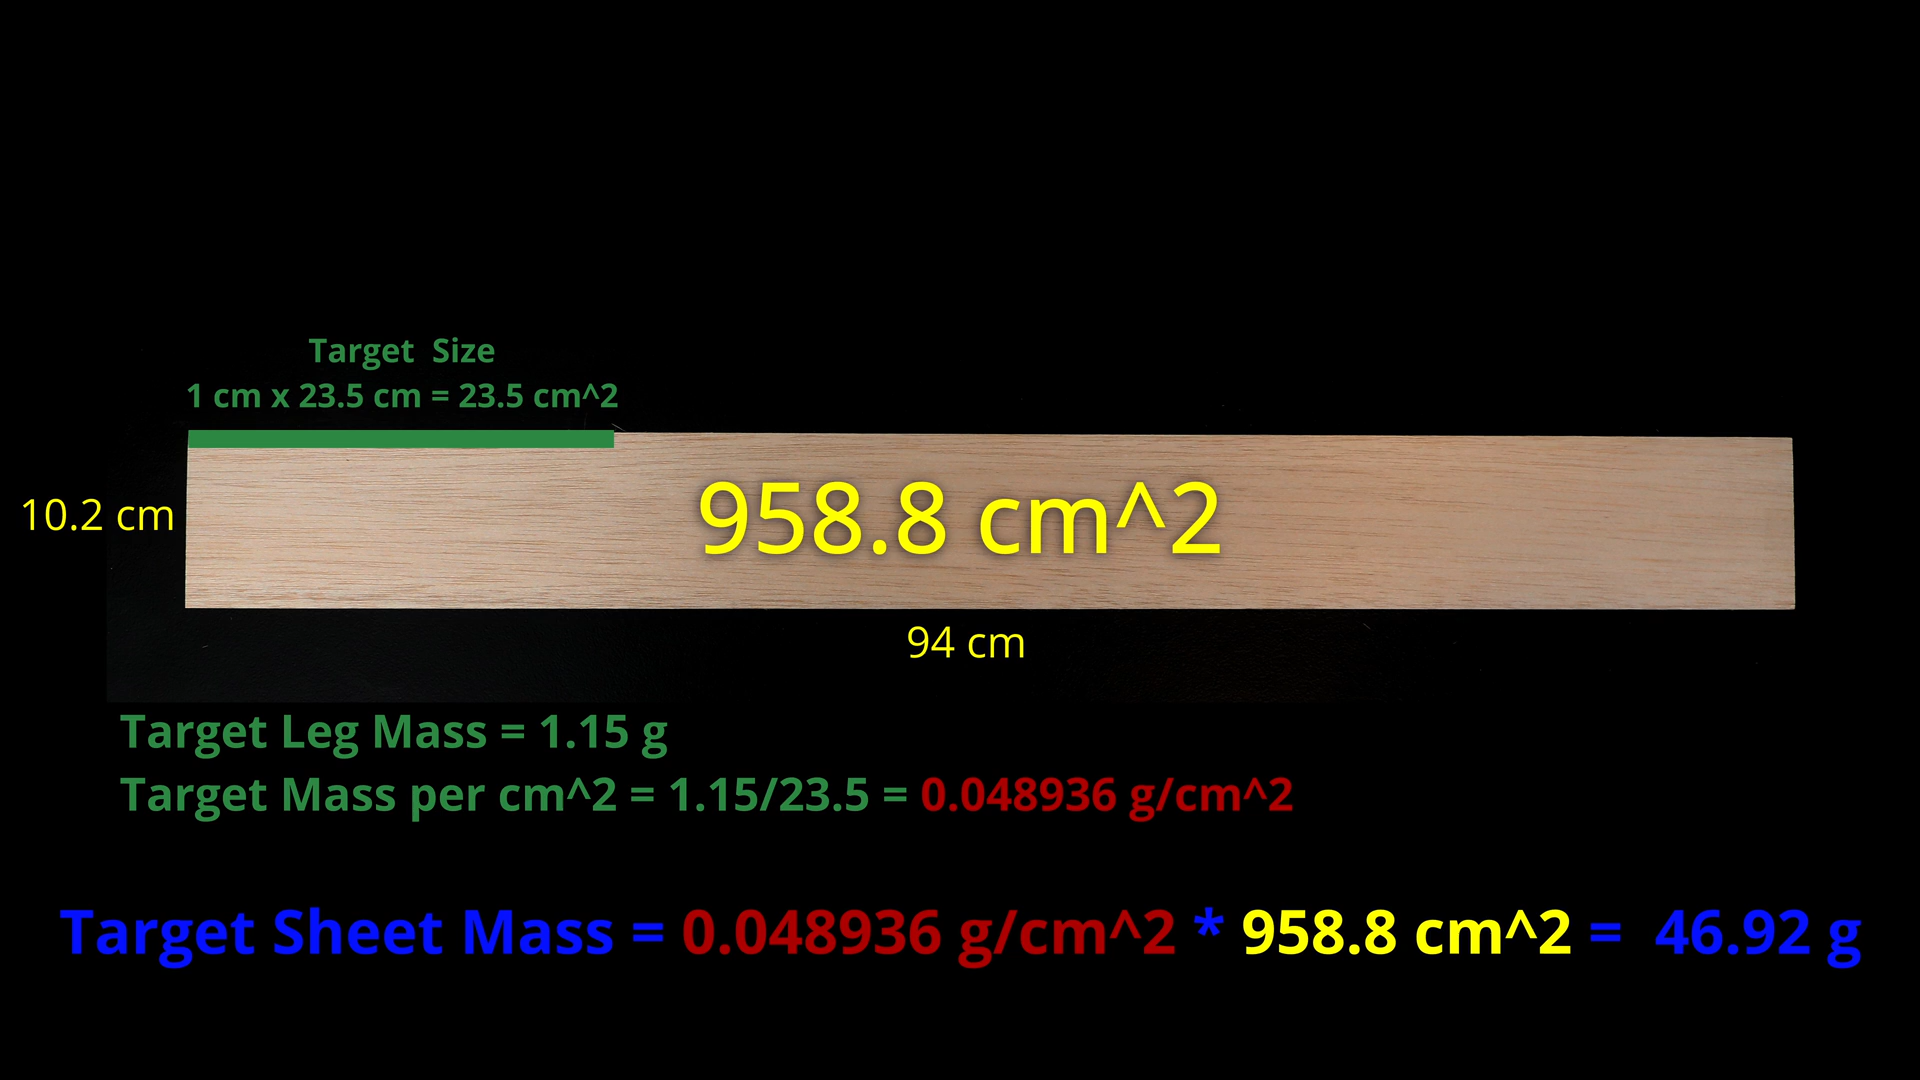 Target Size
1 cm x 23.5 cm = 23.5 cm^2
958.8 cm^2
10.2 cm
94 cm
Target Leg Mass = 1.15 g
Target Mass per cm^2 = 1.15/23.5 = 0.048936 g/cm^2
Target Sheet Mass = 0.048936 g/cm^2 * 958.8 cm^2 = 46.92 g